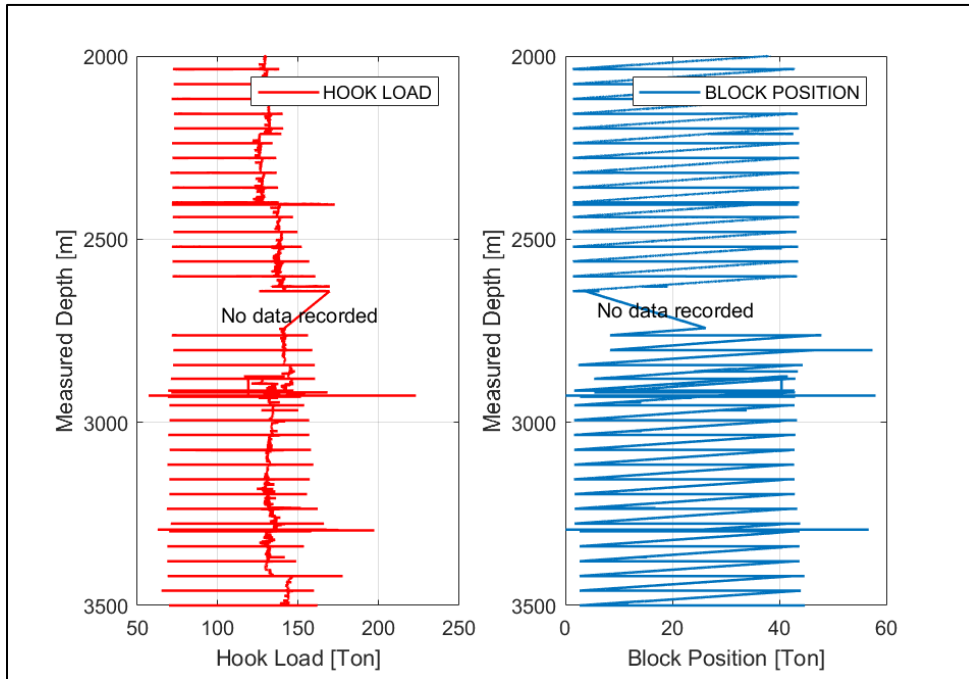 2000
2500
3000
3500
Measured Depth [m]
HOOK LOAD
No data recorded
50 100 150 200 250
Hook Load [Ton]
2000
2500
3000
3500
Measured Depth [m]
BLOCK POSITION
No data recorded
0 20 40 60
Block Position [Ton]